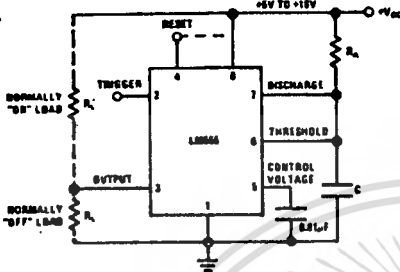 +5V TO +15V
+VCC
RESET
RA
4
8
TRIGGER
2
7
DISCHARGE
NORMALLY
"ON" LOAD
RL
LM555
6
THRESHOLD
OUTPUT
3
5
CONTROL
VOLTAGE
C
1
NORMALLY
"OFF" LOAD
RL
0.01μF